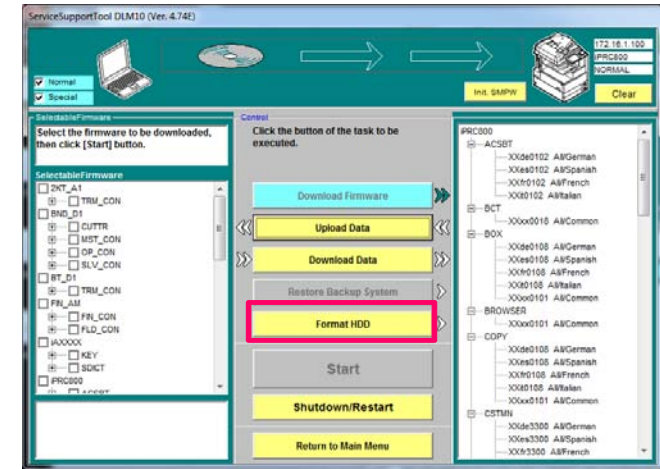 ServiceSupportTool DLM10 (Ver. 4.74E)
172.16.1.100
iPRC800
NORMAL
Normal
Special
Init. SMPW
Clear
SelectableFirmware
Select the firmware to be downloaded,
then click [Start] button.
SelectableFirmware
2KT_A1
TRM_CON
BND_D1
CUTTR
MST_CON
OP_CON
SLV_CON
BT_D1
TRM_CON
FIN_AM
FIN_CON
FLD_CON
iAXXXX
KEY
SDICT
iPRC800
Control
Click the button of the task to be
executed.
Download Firmware
Upload Data
Download Data
Restore Backup System
Format HDD
Start
Shutdown/Restart
Return to Main Menu
iPRC800
ACSBT
XXde0102 All/German
XXes0102 All/Spanish
XXfr0102 All/French
XXit0102 All/Italian
BCT
XXxx0010 All/Common
BOX
XXde0108 All/German
XXes0108 All/Spanish
XXfr0108 All/French
XXit0108 All/Italian
XXxx0101 All/Common
BROWSER
XXxx0101 All/Common
COPY
XXde0108 All/German
XXes0108 All/Spanish
XXfr0108 All/French
XXit0108 All/Italian
XXxx0101 All/Common
CSTMN
XXde3300 All/German
XXes3300 All/Spanish
XXfr3300 All/French